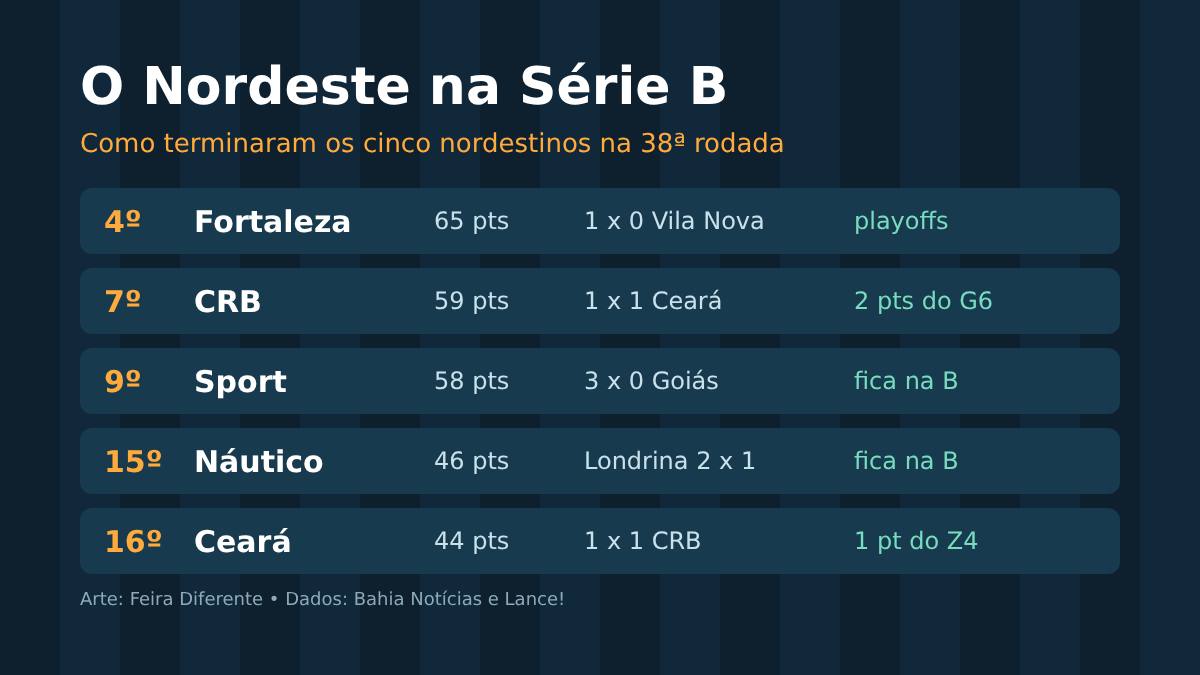 O Nordeste na Série B
Como terminaram os cinco nordestinos na 38ª rodada
4º Fortaleza 65 pts 1 x 0 Vila Nova playoffs
7º CRB 59 pts 1 x 1 Ceará 2 pts do G6
9º Sport 58 pts 3 x 0 Goiás fica na B
15º Náutico 46 pts Londrina 2 x 1 fica na B
16º Ceará 44 pts 1 x 1 CRB 1 pt do Z4
Arte: Feira Diferente • Dados: Bahia Notícias e Lance!